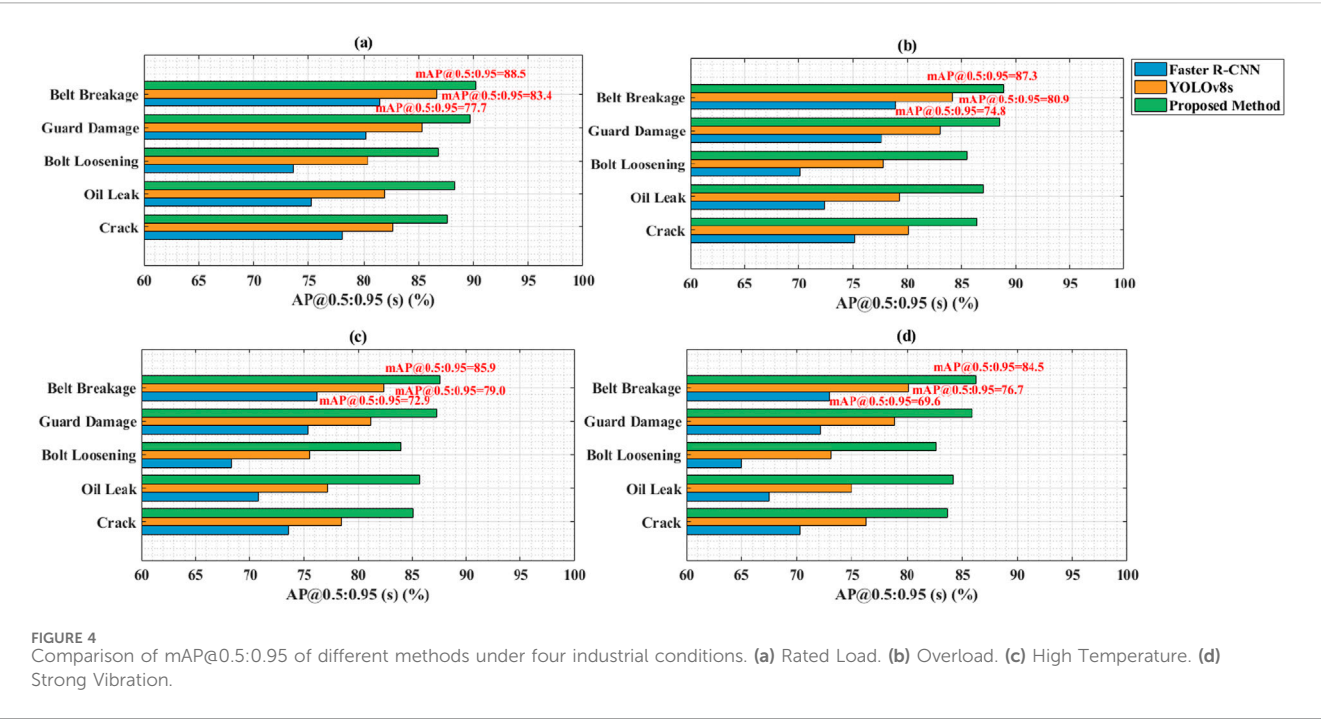 (a)
mAP@0.5:0.95=88.5
Belt Breakage
mAP@0.5:0.95=83.4
mAP@0.5:0.95=77.7
Guard Damage
Bolt Loosening
Oil Leak
Crack
60 65 70 75 80 85 90 95 100
AP@0.5:0.95 (s) (%)
(b)
mAP@0.5:0.95=87.3
Belt Breakage
mAP@0.5:0.95=80.9
mAP@0.5:0.95=74.8
Guard Damage
Bolt Loosening
Oil Leak
Crack
60 65 70 75 80 85 90 95 100
AP@0.5:0.95 (s) (%)
Faster R-CNN
YOLOv8s
Proposed Method
(c)
mAP@0.5:0.95=85.9
Belt Breakage
mAP@0.5:0.95=79.0
mAP@0.5:0.95=72.9
Guard Damage
Bolt Loosening
Oil Leak
Crack
60 65 70 75 80 85 90 95 100
AP@0.5:0.95 (s) (%)
(d)
mAP@0.5:0.95=84.5
Belt Breakage
mAP@0.5:0.95=76.7
mAP@0.5:0.95=69.6
Guard Damage
Bolt Loosening
Oil Leak
Crack
60 65 70 75 80 85 90 95 100
AP@0.5:0.95 (s) (%)
FIGURE 4
Comparison of mAP@0.5:0.95 of different methods under four industrial conditions. (a) Rated Load. (b) Overload. (c) High Temperature. (d)
Strong Vibration.